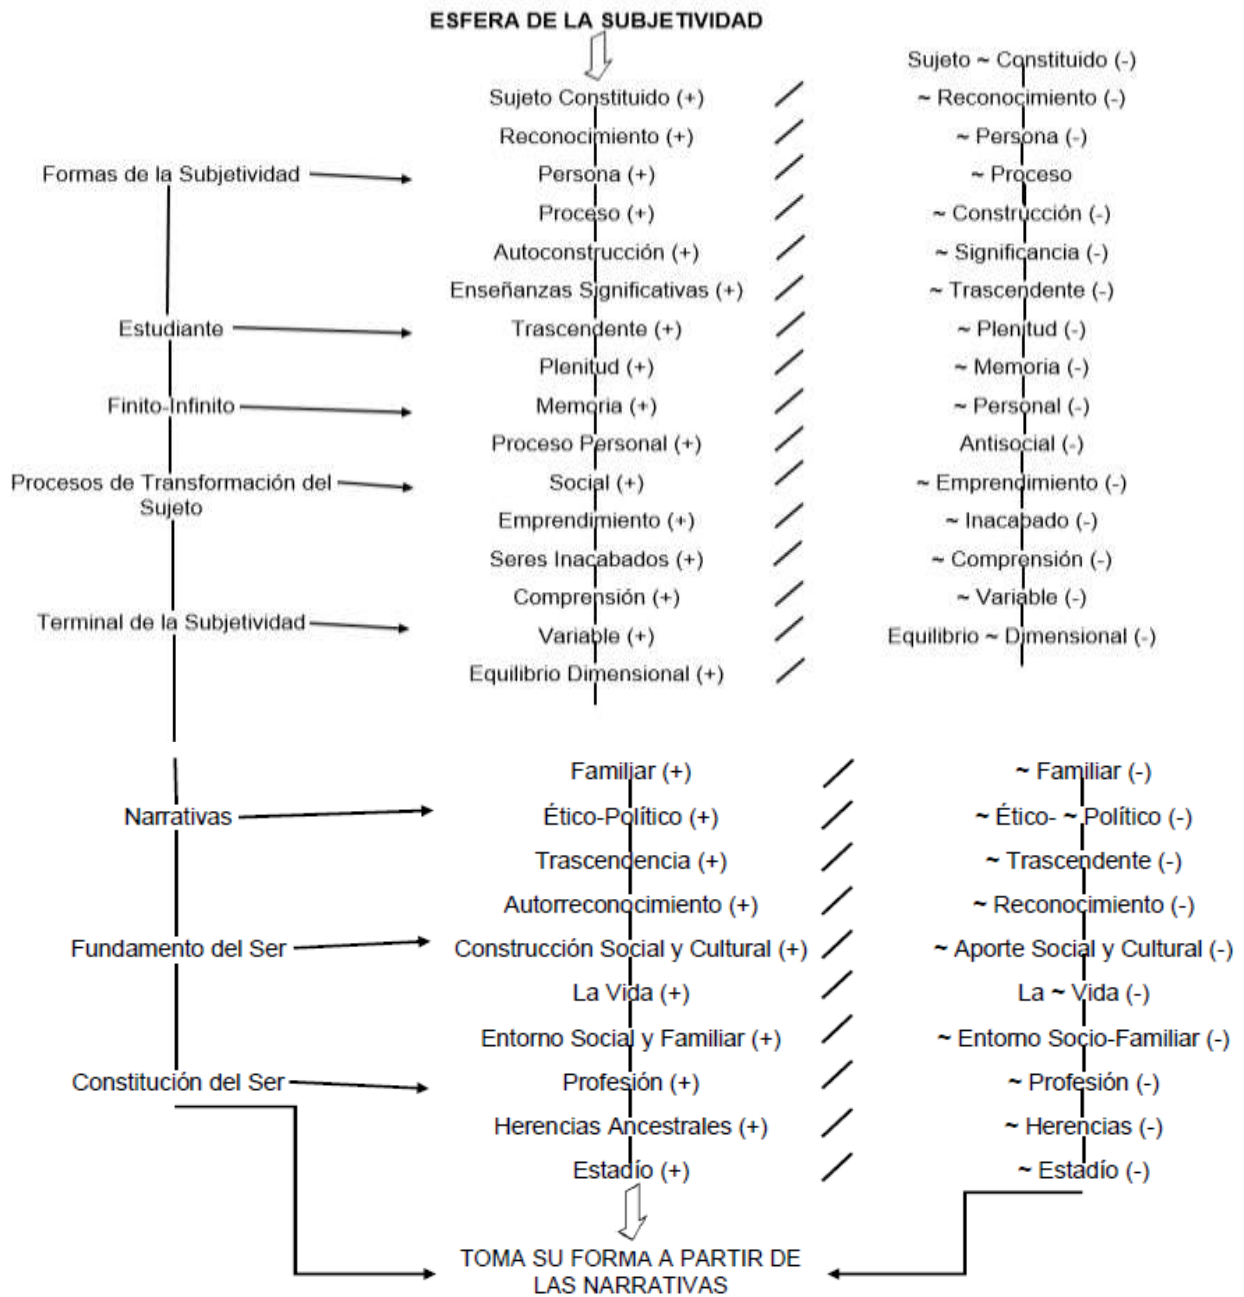 ESFERA DE LA SUBJETIVIDAD
Sujeto ~ Constituido (-)
Sujeto Constituido (+) ~ Reconocimiento (-)
Reconocimiento (+) ~ Persona (-)
Formas de la Subjetividad Persona (+) ~ Proceso
Proceso (+) ~ Construcción (-)
Autoconstrucción (+) ~ Significancia (-)
Enseñanzas Significativas (+) ~ Trascendente (-)
Estudiante Trascendente (+) ~ Plenitud (-)
Plenitud (+) ~ Memoria (-)
Finito-Infinito Memoria (+) ~ Personal (-)
Proceso Personal (+) Antisocial (-)
Procesos de Transformación del Social (+) ~ Emprendimiento (-)
Sujeto
Emprendimiento (+) ~ Inacabado (-)
Seres Inacabados (+) ~ Comprensión (-)
Comprensión (+) ~ Variable (-)
Terminal de la Subjetividad Variable (+) Equilibrio ~ Dimensional (-)
Equilibrio Dimensional (+)
Familiar (+) ~ Familiar (-)
Narrativas Ético-Político (+) ~ Ético- ~ Político (-)
Trascendencia (+) ~ Trascendente (-)
Autorreconocimiento (+) ~ Reconocimiento (-)
Fundamento del Ser Construcción Social y Cultural (+) ~ Aporte Social y Cultural (-)
La Vida (+) La ~ Vida (-)
Entorno Social y Familiar (+) ~ Entorno Socio-Familiar (-)
Constitución del Ser Profesión (+) ~ Profesión (-)
Herencias Ancestrales (+) ~ Herencias (-)
Estadío (+) ~ Estadío (-)
TOMA SU FORMA A PARTIR DE
LAS NARRATIVAS